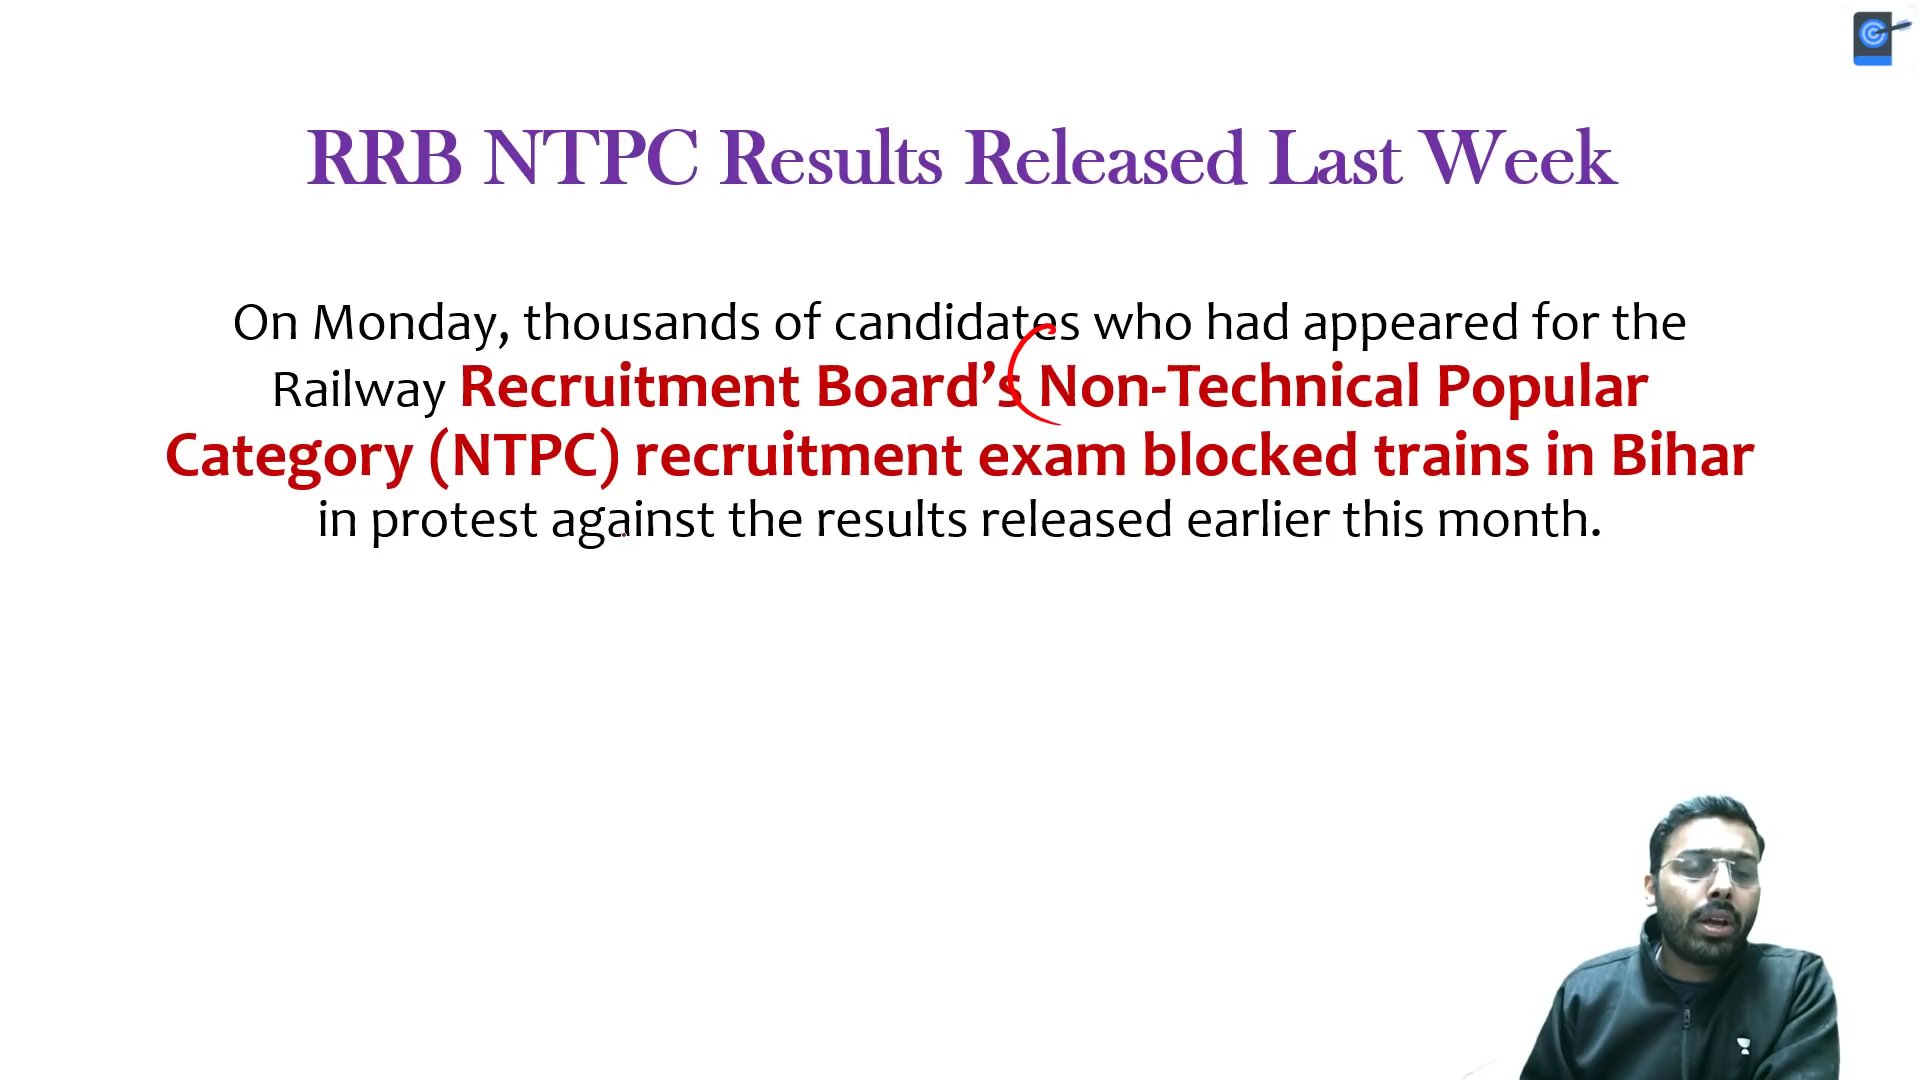 RRB NTPC Results Released Last Week
On Monday, thousands of candidates who had appeared for the
Railway Recruitment Board’s Non-Technical Popular
Category (NTPC) recruitment exam blocked trains in Bihar
in protest against the results released earlier this month.